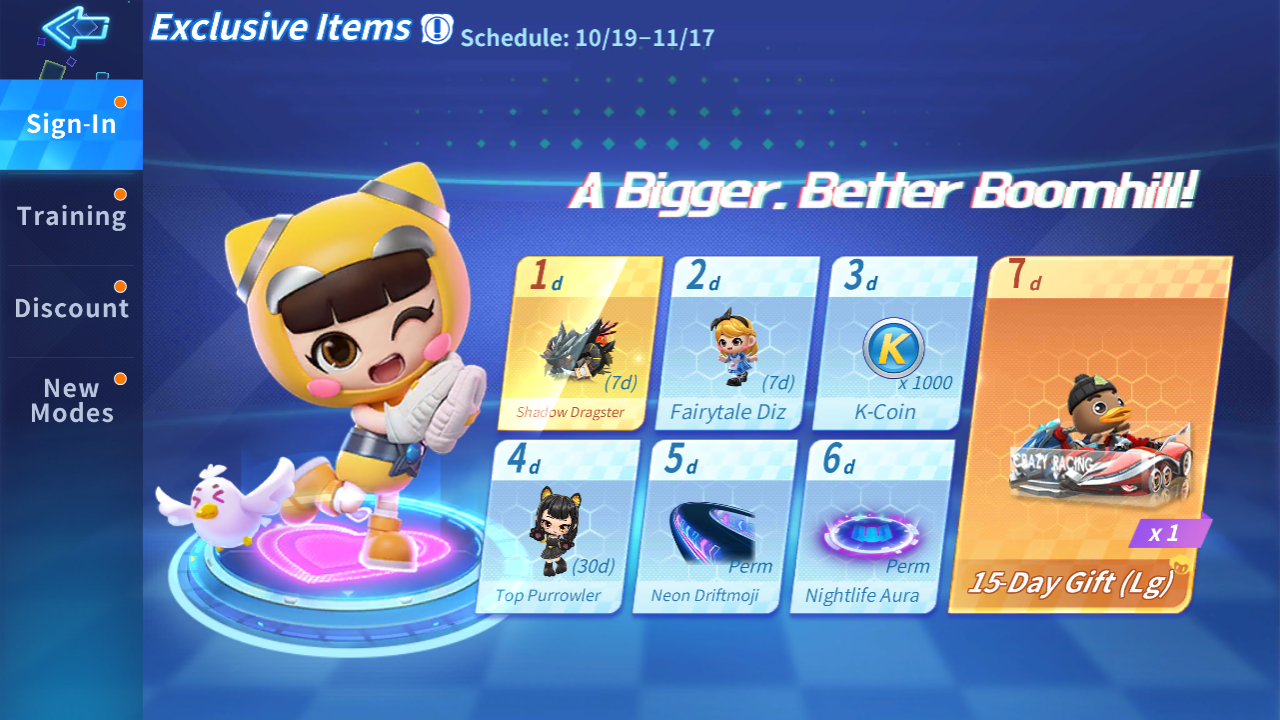 Exclusive Items
Schedule: 10/19-11/17
Sign-In
Training
Discount
New
Modes
A Bigger, Better Boomhill!
1d
(7d)
Shadow Dragster
2d
(7d)
Fairytale Diz
3d
K
x 1000
K-Coin
4d
(30d)
Top Purrowler
5d
Perm
Neon Driftmoji
6d
Perm
Nightlife Aura
7d
CRAZY RACING
x 1
15-Day Gift (Lg)